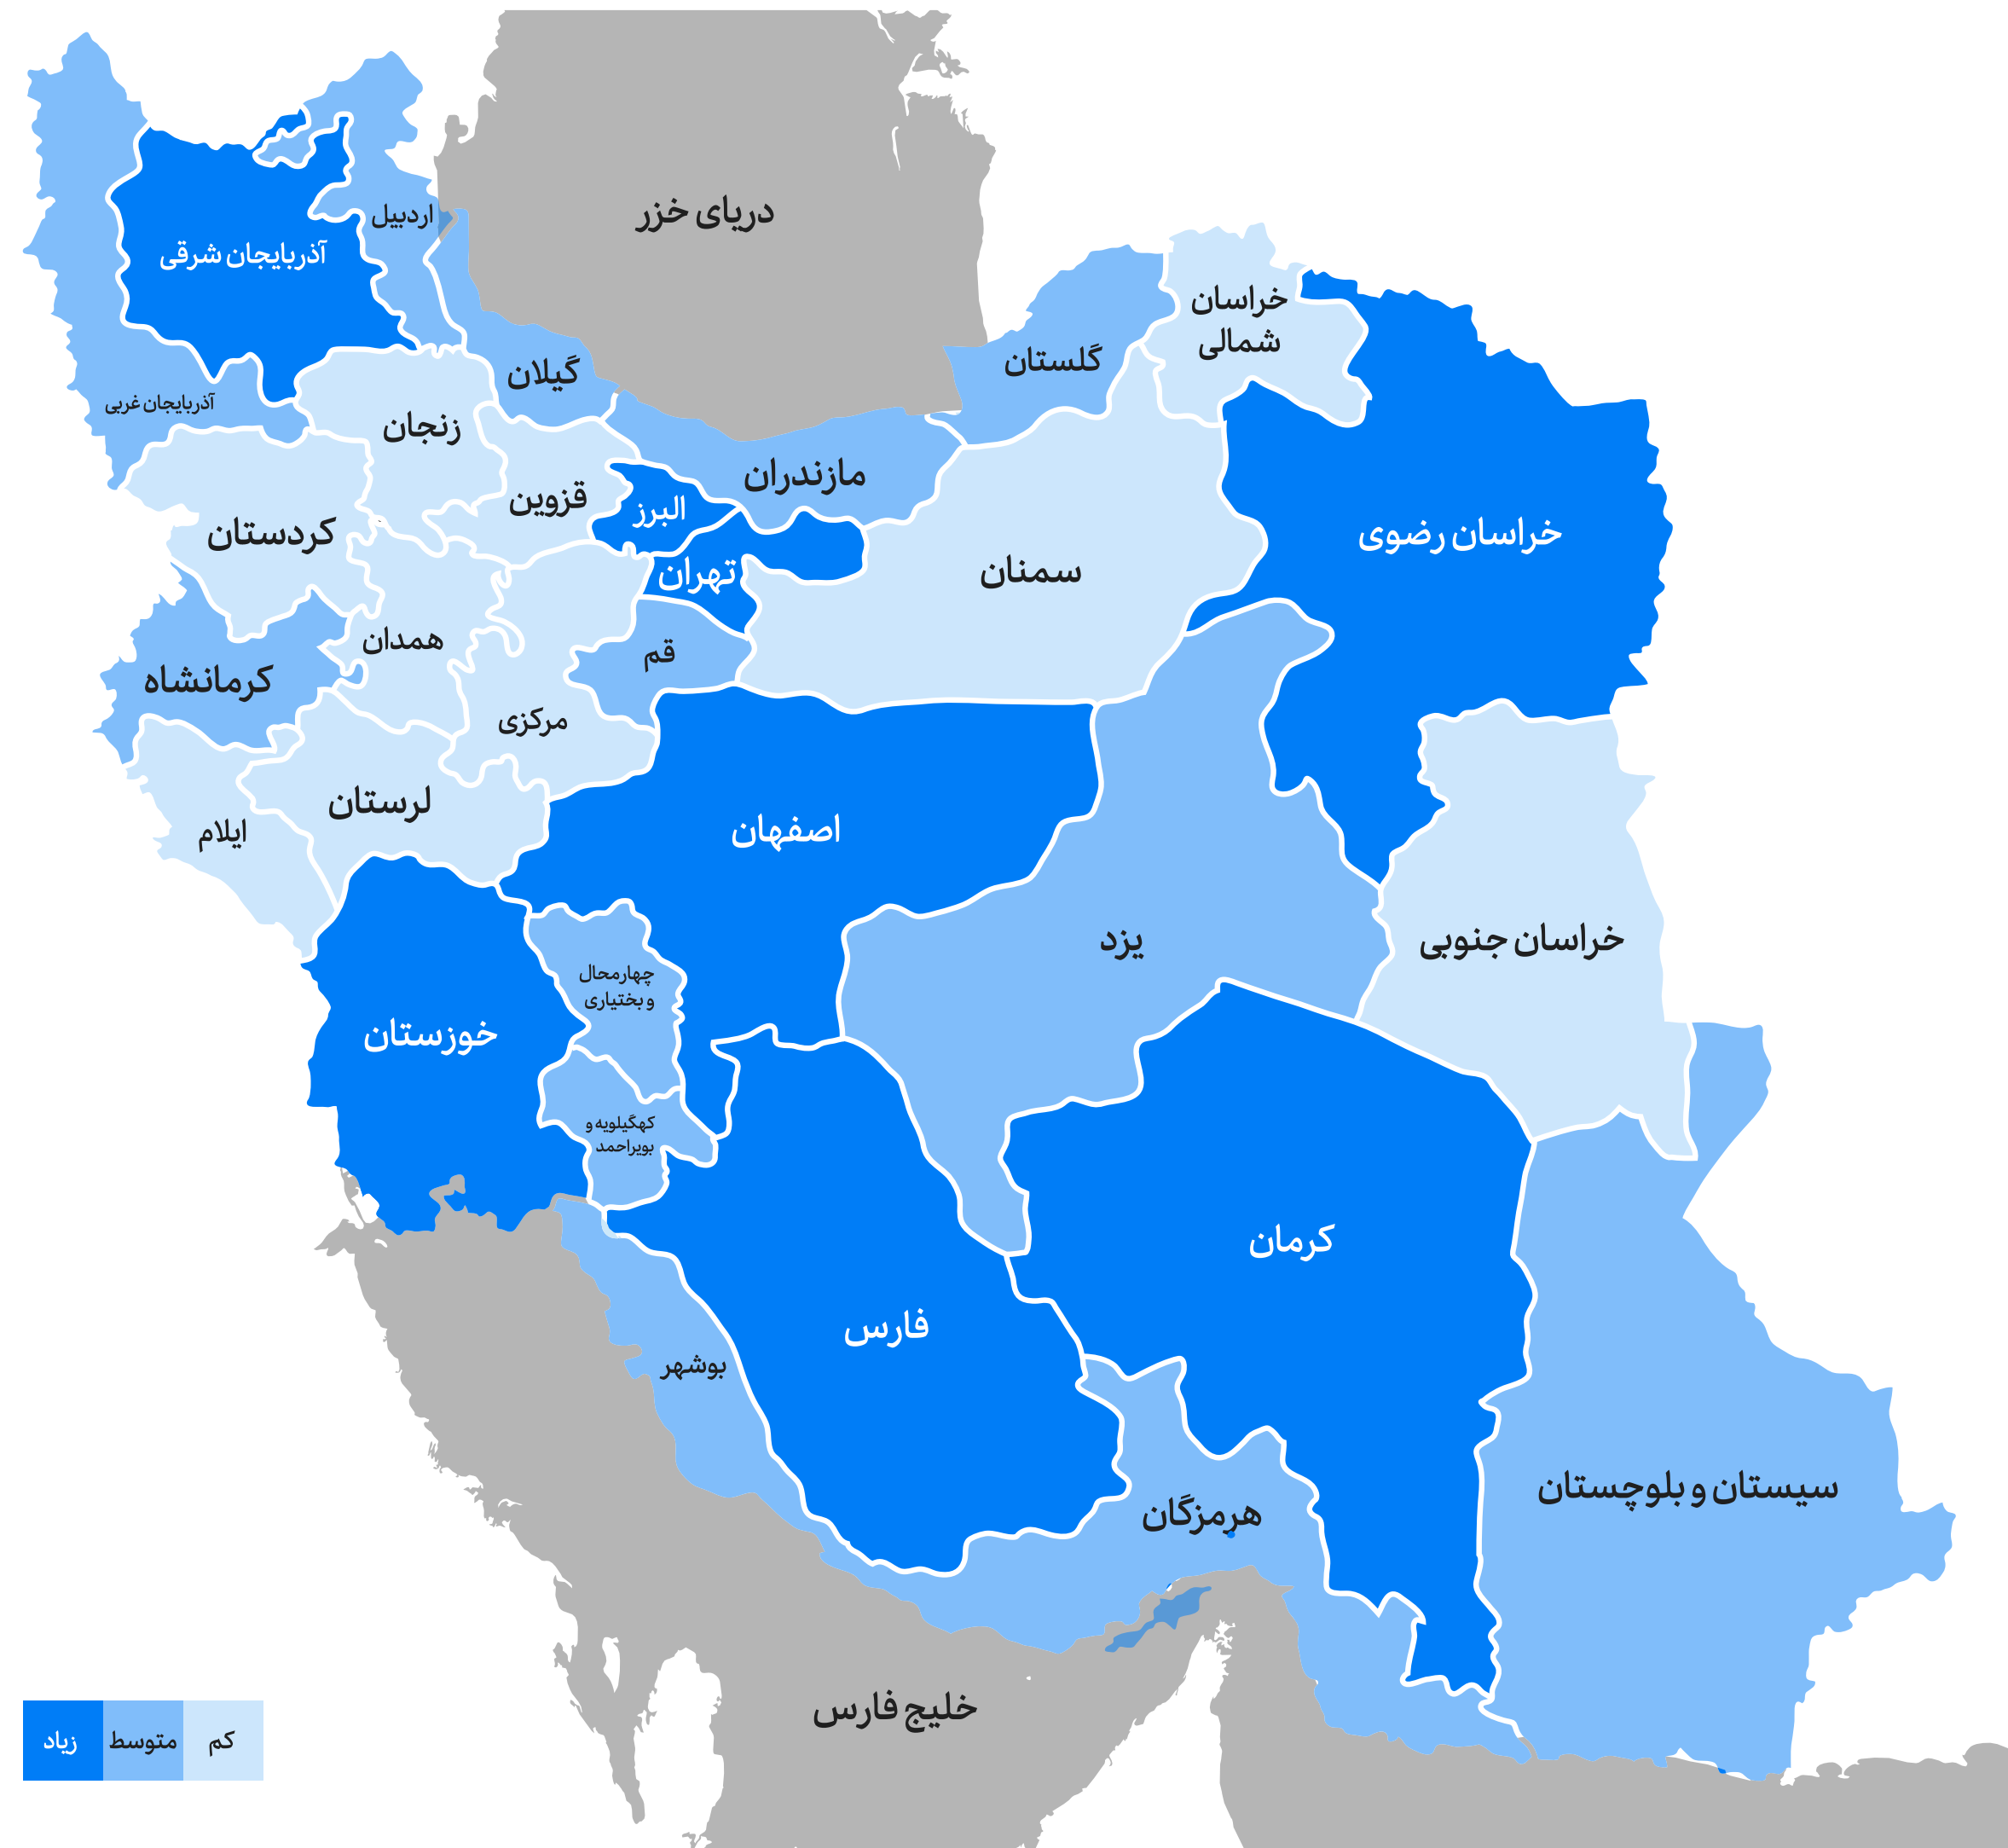 دریای خزر
اردبیل
آذربایجان شرقی
خراسان
شمالی
گلستان
گیلان
آذربایجان غربی
زنجان
مازندران
قزوین
البرز
خراسان رضوی
کردستان
تهران
سمنان
همدان
قم
کرمانشاه
مرکزی
لرستان
ایلام
اصفهان
یزد
خراسان جنوبی
چهارمحال
و بختیاری
خوزستان
کهگیلویه و
بویراحمد
کرمان
فارس
بوشهر
سیستان و بلوچستان
هرمزگان
خلیج فارس
کم
متوسط
زیاد